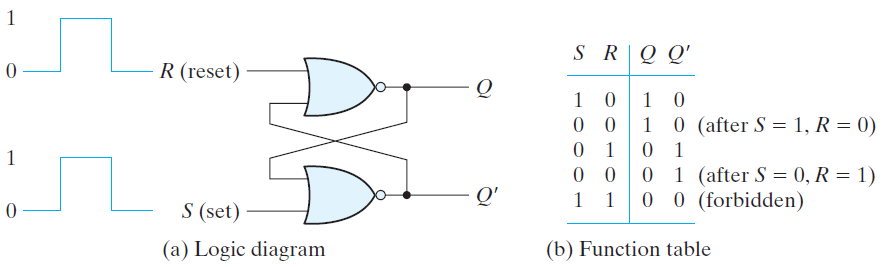 1
0
R (reset)
Q
1
0
S (set)
Q'
(a) Logic diagram
S R Q Q'
1 0 1 0
0 0 1 0 (after S = 1, R = 0)
0 1 0 1
0 0 0 1 (after S = 0, R = 1)
1 1 0 0 (forbidden)
(b) Function table